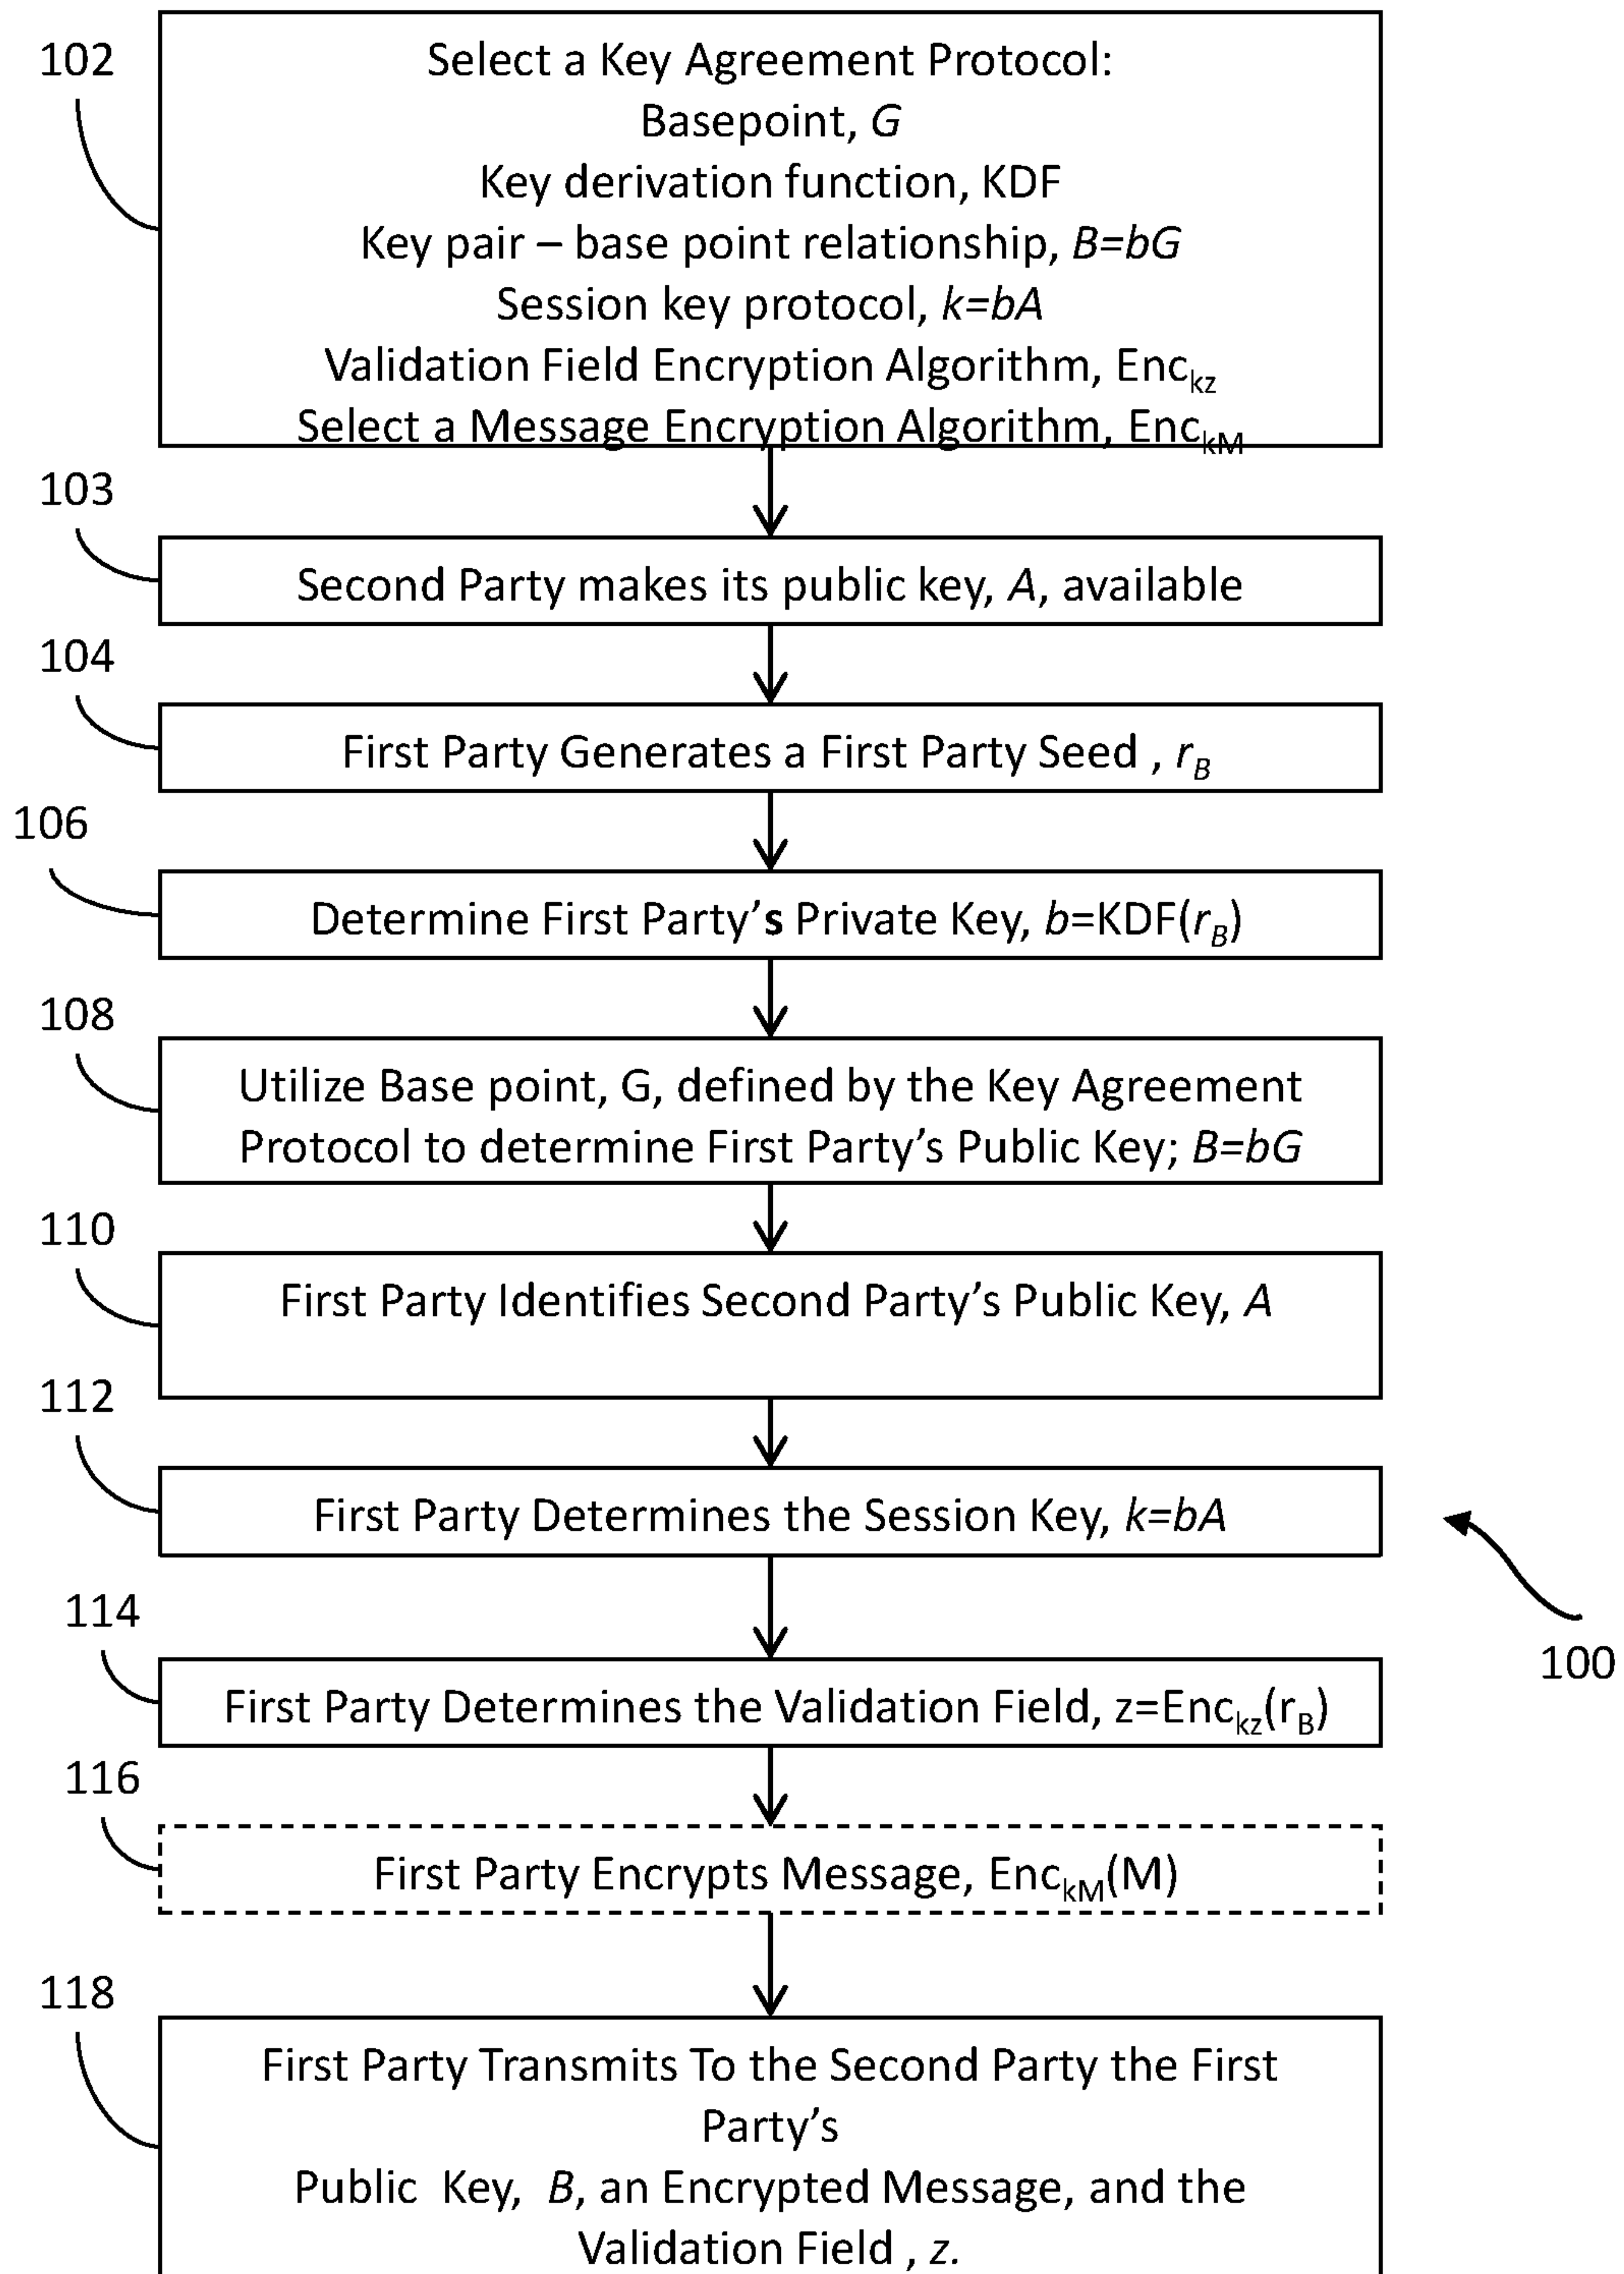 102
Select a Key Agreement Protocol:
Basepoint, G
Key derivation function, KDF
Key pair – base point relationship, B=bG
Session key protocol, k=bA
Validation Field Encryption Algorithm, Enckz
Select a Message Encryption Algorithm, EnckM
103
Second Party makes its public key, A, available
104
First Party Generates a First Party Seed , rB
106
Determine First Party’s Private Key, b=KDF(rB)
108
Utilize Base point, G, defined by the Key Agreement
Protocol to determine First Party’s Public Key; B=bG
110
First Party Identifies Second Party’s Public Key, A
112
First Party Determines the Session Key, k=bA
100
114
First Party Determines the Validation Field, z=Enckz(rB)
116
First Party Encrypts Message, EnckM(M)
118
First Party Transmits To the Second Party the First
Party’s
Public Key, B, an Encrypted Message, and the
Validation Field , z.